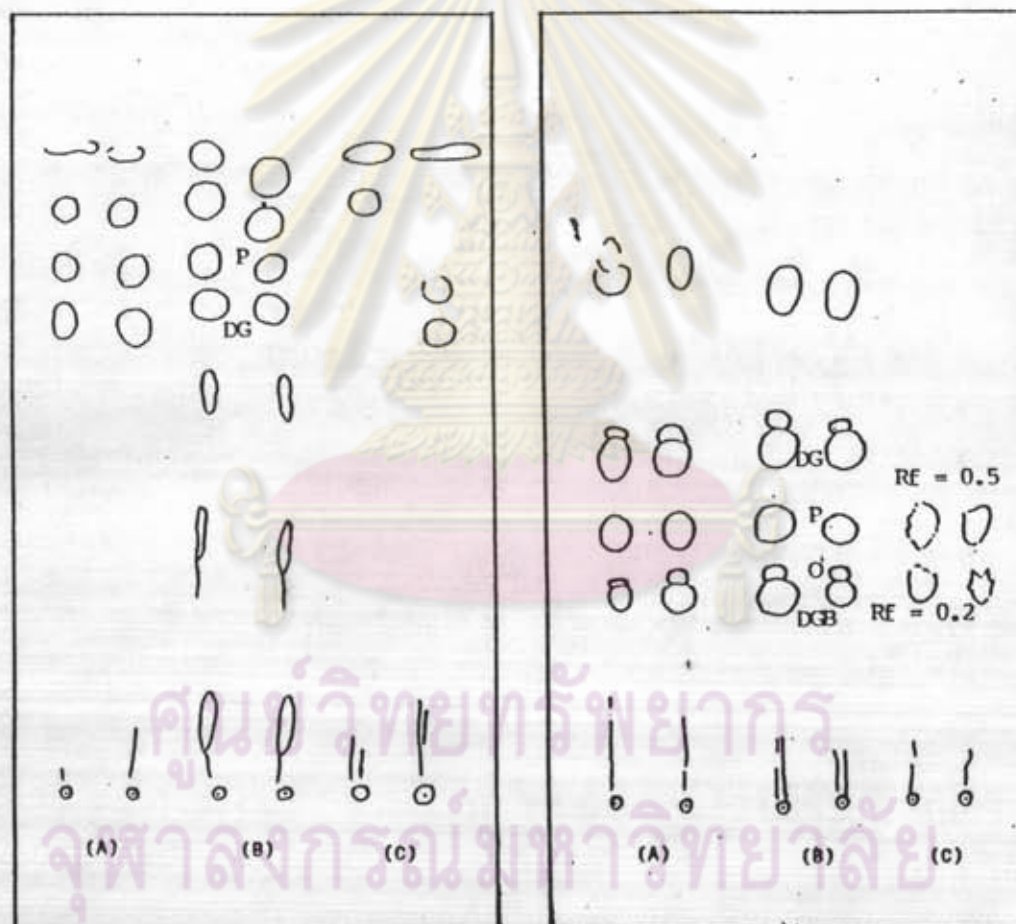 P
DG
DG
Rf = 0.5
P
O
DGB
Rf = 0.2
ศูนย์วิทยทรัพยากร
จุฬาลงกรณ์มหาวิทยาลัย
(A) (B) (C)
(A) (B) (C)